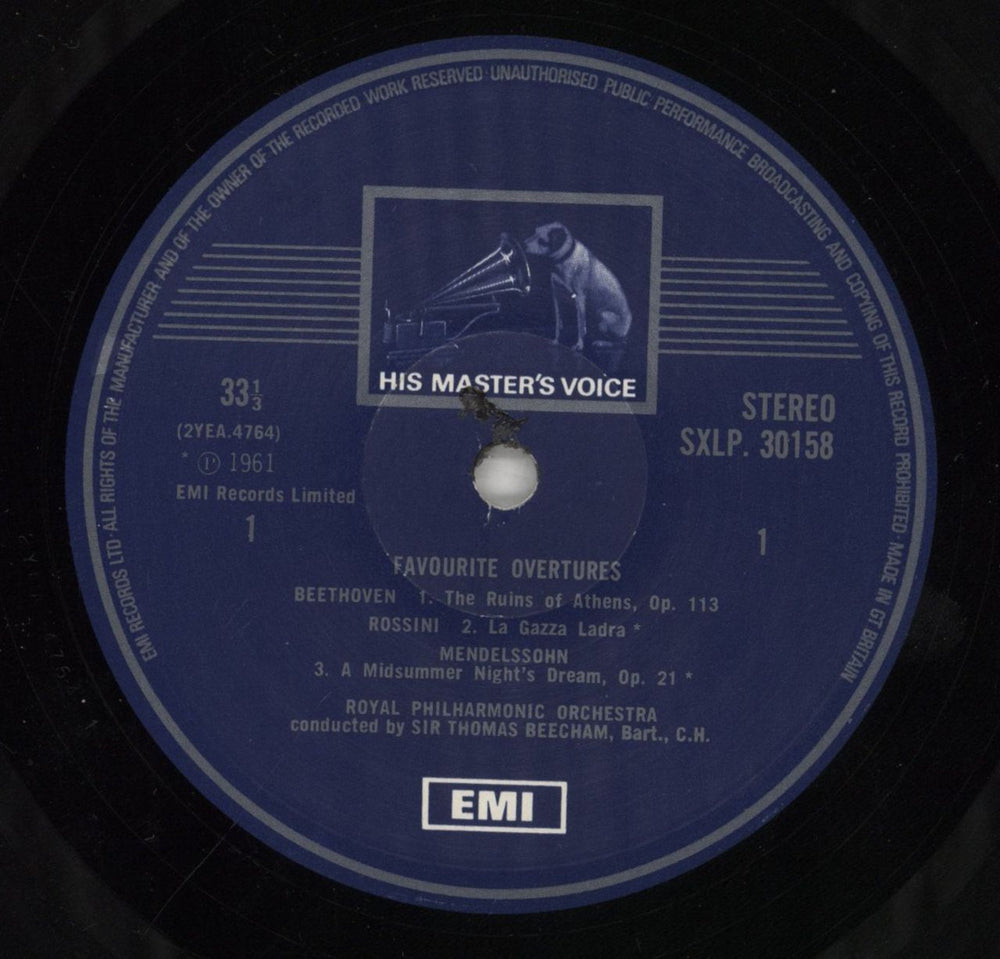 EMI RECORDS LTD · ALL RIGHTS OF THE MANUFACTURER AND OF THE OWNER OF THE RECORDED WORK RESERVED · UNAUTHORISED PUBLIC PERFORMANCE BROADCASTING AND COPYING OF THIS RECORD PROHIBITED · MADE IN GT BRITAIN
HIS MASTER'S VOICE
33⅓
(2YEA.4764)
* ℗ 1961
EMI Records Limited
1
STEREO
SXLP. 30158
1
FAVOURITE OVERTURES
BEETHOVEN 1. The Ruins of Athens, Op. 113
ROSSINI 2. La Gazza Ladra *
MENDELSSOHN
3. A Midsummer Night's Dream, Op. 21 *
ROYAL PHILHARMONIC ORCHESTRA
conducted by SIR THOMAS BEECHAM, Bart., C.H.
EMI